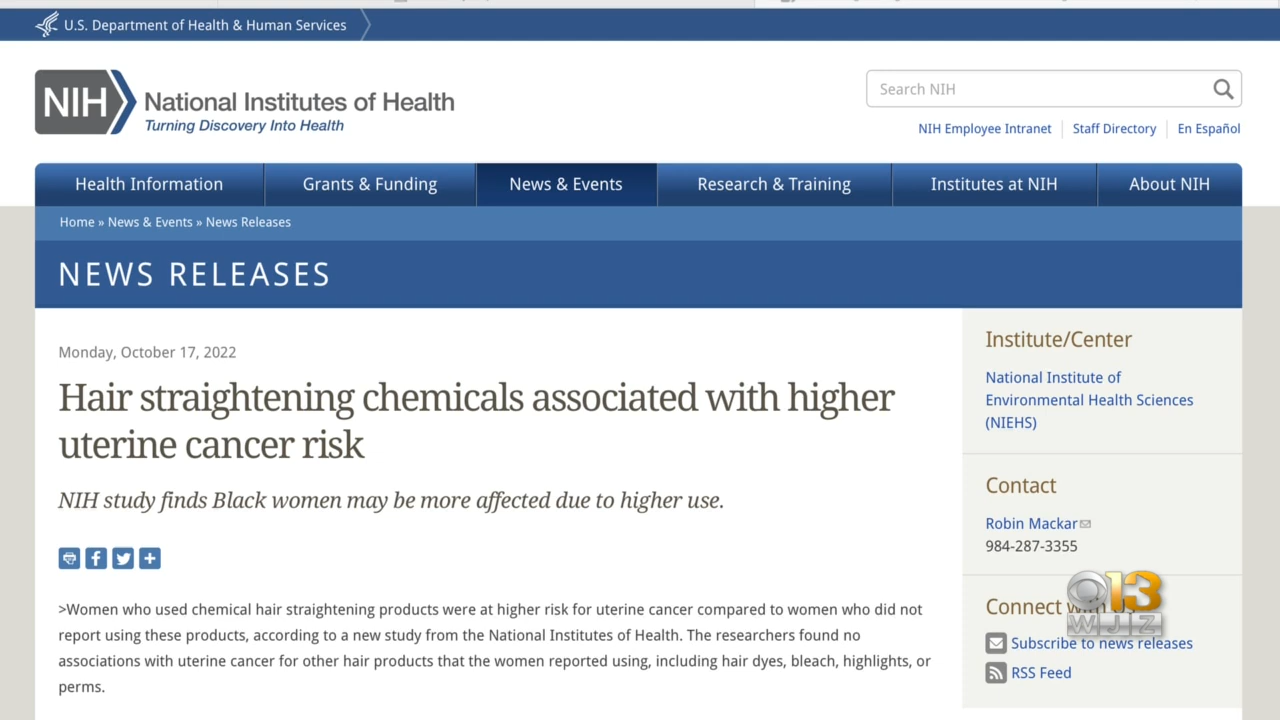 U.S. Department of Health & Human Services
NIH National Institutes of Health
Turning Discovery Into Health
Search NIH
NIH Employee Intranet Staff Directory En Español
Health Information Grants & Funding News & Events Research & Training Institutes at NIH About NIH
Home » News & Events » News Releases
NEWS RELEASES
Monday, October 17, 2022
Hair straightening chemicals associated with higher
uterine cancer risk
NIH study finds Black women may be more affected due to higher use.
>Women who used chemical hair straightening products were at higher risk for uterine cancer compared to women who did not
report using these products, according to a new study from the National Institutes of Health. The researchers found no
associations with uterine cancer for other hair products that the women reported using, including hair dyes, bleach, highlights, or
perms.
Institute/Center
National Institute of
Environmental Health Sciences
(NIEHS)
Contact
Robin Mackar
984-287-3355
Connect with Us
Subscribe to news releases
RSS Feed
13
WJZ